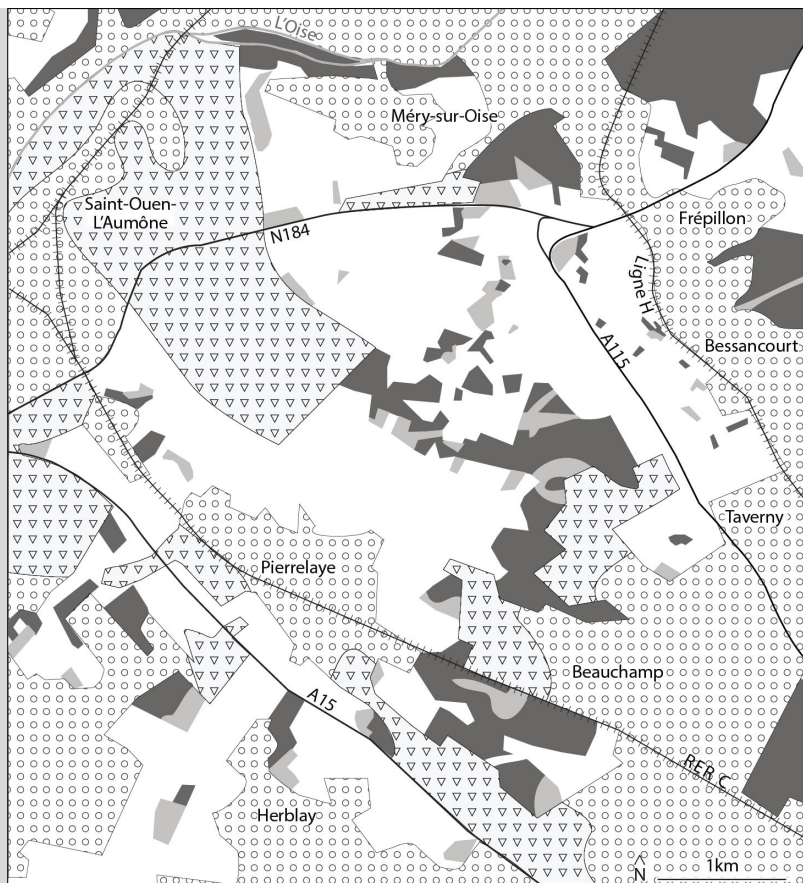 L'Oise
Méry-sur-Oise
Saint-Ouen-
L'Aumône
Frépillon
N184
Ligne H
Bessancourt
A115
Taverny
Pierrelaye
Beauchamp
A15
RER C
Herblay
N
1km